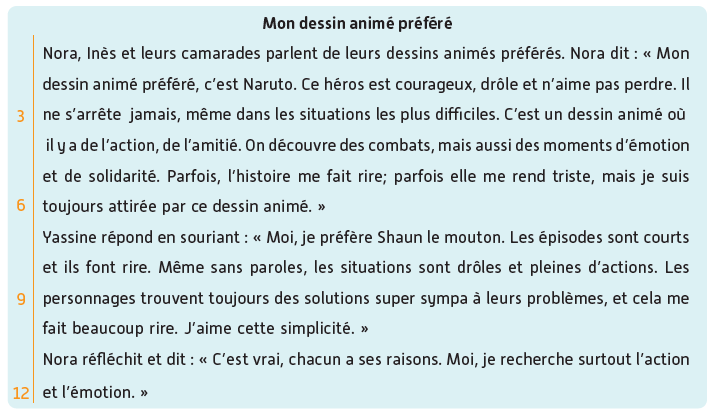 Mon dessin animé préféré
Nora, Inès et leurs camarades parlent de leurs dessins animés préférés. Nora dit : « Mon
dessin animé préféré, c'est Naruto. Ce héros est courageux, drôle et n'aime pas perdre. Il
3 ne s'arrête jamais, même dans les situations les plus difficiles. C'est un dessin animé où
il y a de l'action, de l'amitié. On découvre des combats, mais aussi des moments d'émotion
et de solidarité. Parfois, l'histoire me fait rire; parfois elle me rend triste, mais je suis
6 toujours attirée par ce dessin animé. »
Yassine répond en souriant : « Moi, je préfère Shaun le mouton. Les épisodes sont courts
et ils font rire. Même sans paroles, les situations sont drôles et pleines d'actions. Les
9 personnages trouvent toujours des solutions super sympa à leurs problèmes, et cela me
fait beaucoup rire. J'aime cette simplicité. »
Nora réfléchit et dit : « C'est vrai, chacun a ses raisons. Moi, je recherche surtout l'action
12 et l'émotion. »